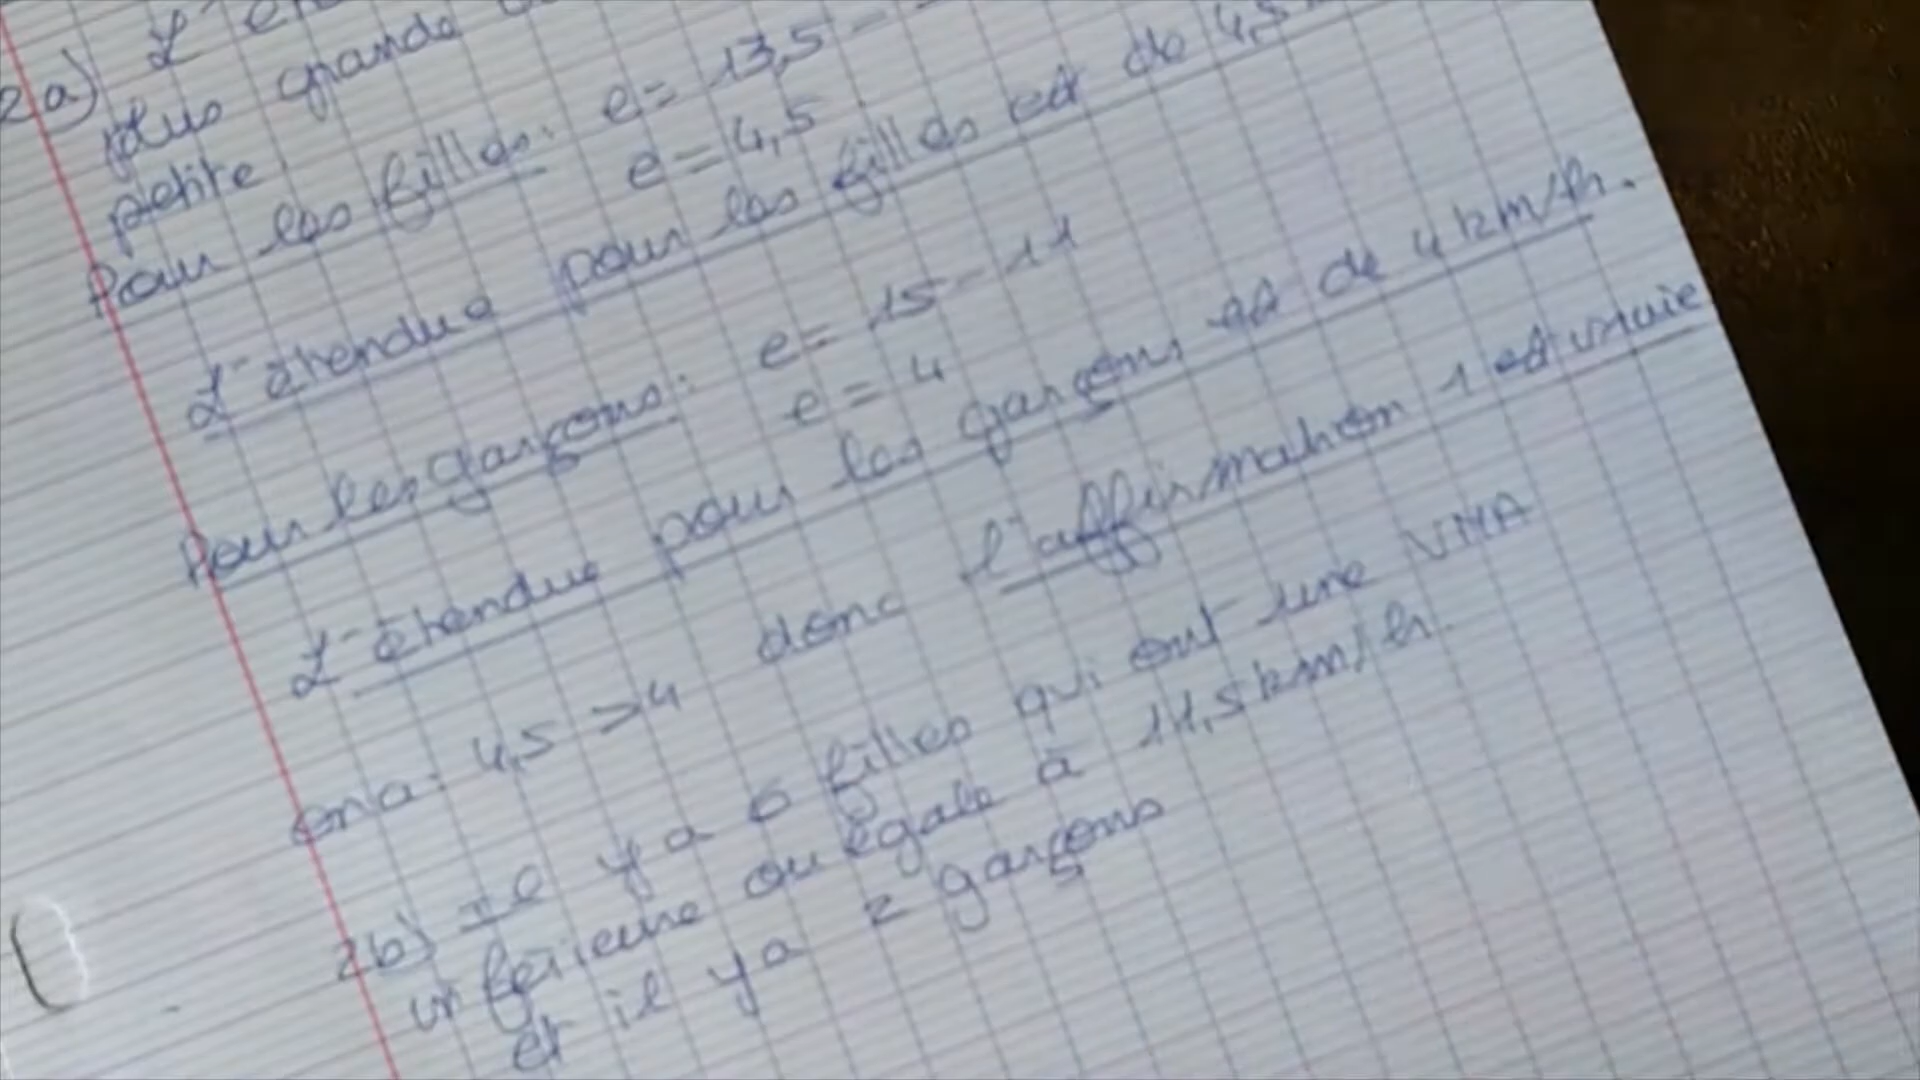 2a) L'ét
plus grande
petite
Pour les filles: e = 13,5 -
e = 4,5
L'étendue pour les filles est de 4,5
Pour les garçons: e = 15 - 11
e = 4
L'étendue pour les garçons est de 4 km/h.
on a: 4,5 > 4 donc l'affirmation 1 est vraie
2b) Il y a 6 filles qui ont une VMA
inférieure ou égale à 11,5 km/h.
et il y a 2 garçons